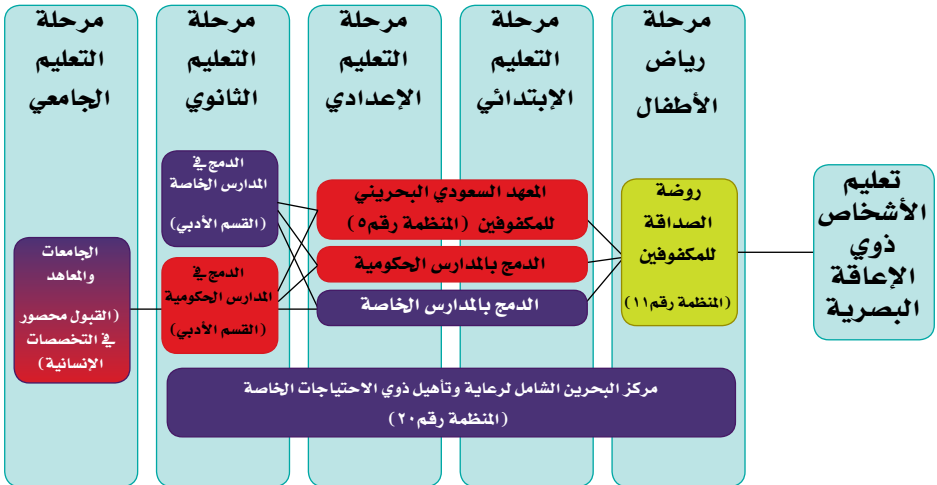 تعليم
الأشخاص
ذوي
الإعاقة
البصرية
مرحلة
رياض
الأطفال
روضة
الصداقة
للمكفوفين
(المنظمة رقم١١)
مرحلة
التعليم
الإبتدائي
مرحلة
التعليم
الإعدادي
المعهد السعودي البحريني
للمكفوفين (المنظمة رقم٥)
الدمج بالمدارس الحكومية
الدمج بالمدارس الخاصة
مرحلة
التعليم
الثانوي
الدمج في
المدارس الخاصة
(القسم الأدبي)
الدمج في
المدارس الحكومية
(القسم الأدبي)
مرحلة
التعليم
الجامعي
الجامعات
والمعاهد
(القبول محصور
في التخصصات
الإنسانية)
مركز البحرين الشامل لرعاية وتأهيل ذوي الاحتياجات الخاصة
(المنظمة رقم٢٠)